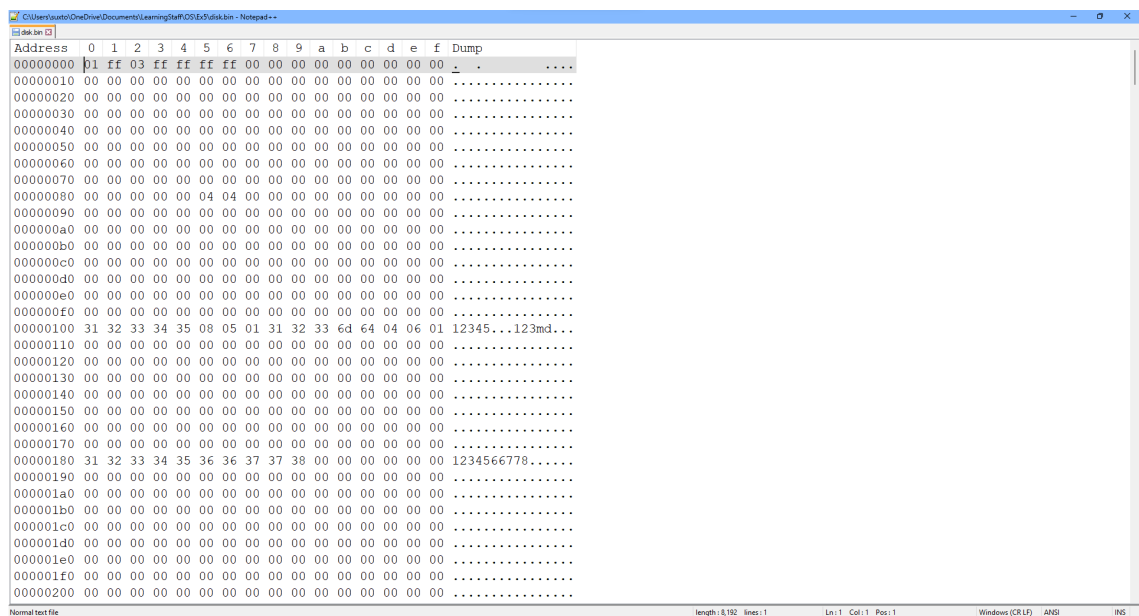 C:\Users\suxto\OneDrive\Documents\LearningStaff\OS\Ex5\disk.bin - Notepad++
disk.bin
Address 0 1 2 3 4 5 6 7 8 9 a b c d e f Dump
00000000 01 ff 03 ff ff ff ff 00 00 00 00 00 00 00 00 00 . . ....
00000010 00 00 00 00 00 00 00 00 00 00 00 00 00 00 00 00 ................
00000020 00 00 00 00 00 00 00 00 00 00 00 00 00 00 00 00 ................
00000030 00 00 00 00 00 00 00 00 00 00 00 00 00 00 00 00 ................
00000040 00 00 00 00 00 00 00 00 00 00 00 00 00 00 00 00 ................
00000050 00 00 00 00 00 00 00 00 00 00 00 00 00 00 00 00 ................
00000060 00 00 00 00 00 00 00 00 00 00 00 00 00 00 00 00 ................
00000070 00 00 00 00 00 00 00 00 00 00 00 00 00 00 00 00 ................
00000080 00 00 00 00 00 04 04 00 00 00 00 00 00 00 00 00 ................
00000090 00 00 00 00 00 00 00 00 00 00 00 00 00 00 00 00 ................
000000a0 00 00 00 00 00 00 00 00 00 00 00 00 00 00 00 00 ................
000000b0 00 00 00 00 00 00 00 00 00 00 00 00 00 00 00 00 ................
000000c0 00 00 00 00 00 00 00 00 00 00 00 00 00 00 00 00 ................
000000d0 00 00 00 00 00 00 00 00 00 00 00 00 00 00 00 00 ................
000000e0 00 00 00 00 00 00 00 00 00 00 00 00 00 00 00 00 ................
000000f0 00 00 00 00 00 00 00 00 00 00 00 00 00 00 00 00 ................
00000100 31 32 33 34 35 08 05 01 31 32 33 6d 64 04 06 01 12345...123md...
00000110 00 00 00 00 00 00 00 00 00 00 00 00 00 00 00 00 ................
00000120 00 00 00 00 00 00 00 00 00 00 00 00 00 00 00 00 ................
00000130 00 00 00 00 00 00 00 00 00 00 00 00 00 00 00 00 ................
00000140 00 00 00 00 00 00 00 00 00 00 00 00 00 00 00 00 ................
00000150 00 00 00 00 00 00 00 00 00 00 00 00 00 00 00 00 ................
00000160 00 00 00 00 00 00 00 00 00 00 00 00 00 00 00 00 ................
00000170 00 00 00 00 00 00 00 00 00 00 00 00 00 00 00 00 ................
00000180 31 32 33 34 35 36 36 37 37 38 00 00 00 00 00 00 1234566778......
00000190 00 00 00 00 00 00 00 00 00 00 00 00 00 00 00 00 ................
000001a0 00 00 00 00 00 00 00 00 00 00 00 00 00 00 00 00 ................
000001b0 00 00 00 00 00 00 00 00 00 00 00 00 00 00 00 00 ................
000001c0 00 00 00 00 00 00 00 00 00 00 00 00 00 00 00 00 ................
000001d0 00 00 00 00 00 00 00 00 00 00 00 00 00 00 00 00 ................
000001e0 00 00 00 00 00 00 00 00 00 00 00 00 00 00 00 00 ................
000001f0 00 00 00 00 00 00 00 00 00 00 00 00 00 00 00 00 ................
00000200 00 00 00 00 00 00 00 00 00 00 00 00 00 00 00 00 ................
Normal text file length : 8,192 lines : 1 Ln : 1 Col : 1 Pos : 1 Windows (CR LF) ANSI INS